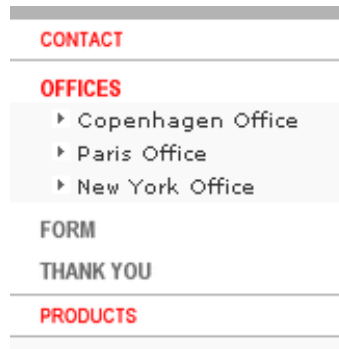 CONTACT
OFFICES
Copenhagen Office
Paris Office
New York Office
FORM
THANK YOU
PRODUCTS